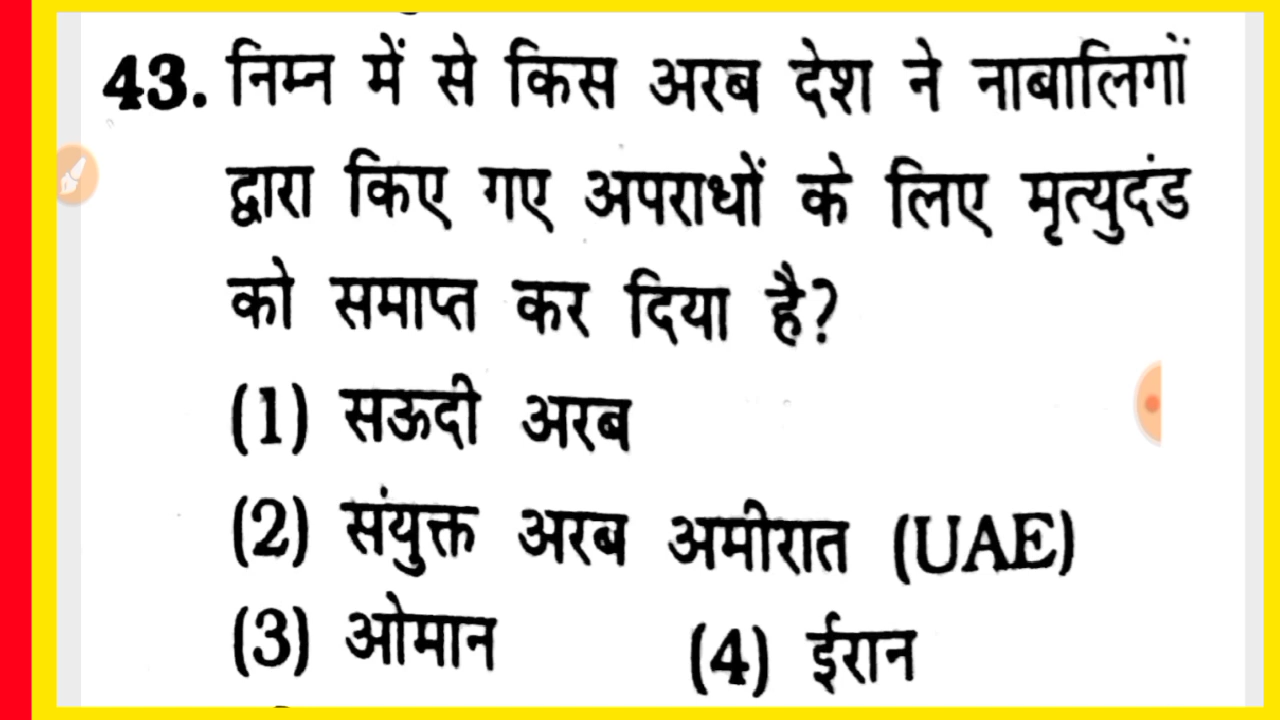 43. निम्न में से किस अरब देश ने नाबालिगों
द्वारा किए गए अपराधों के लिए मृत्युदंड
को समाप्त कर दिया है?
(1) सऊदी अरब
(2) संयुक्त अरब अमीरात (UAE)
(3) ओमान (4) ईरान